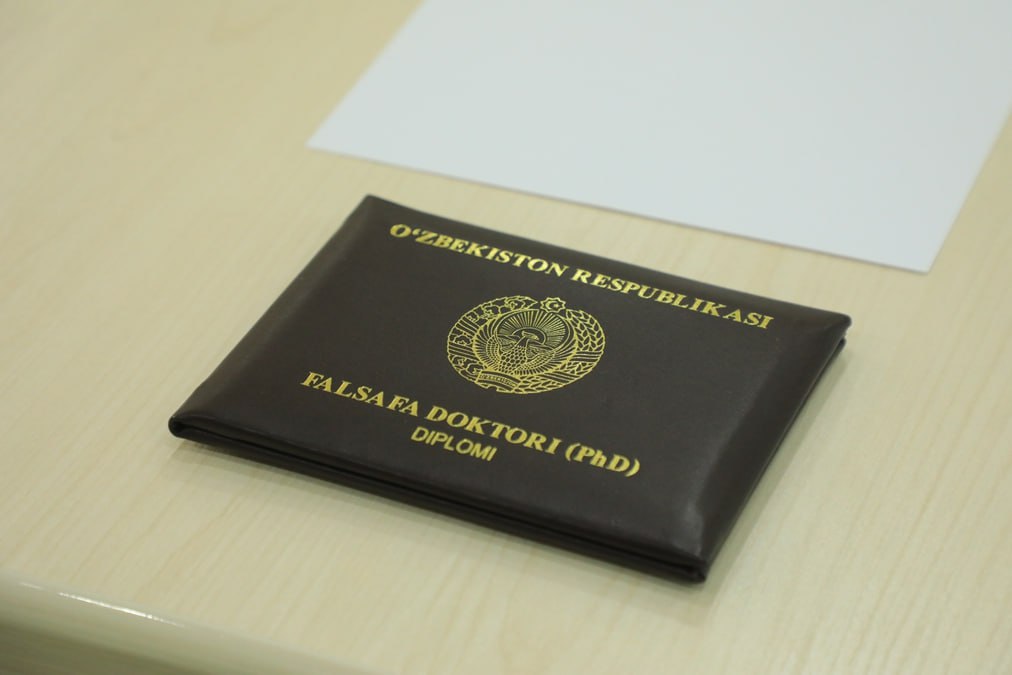 O‘ZBEKISTON RESPUBLIKASI
FALSAFA DOKTORI (PhD)
DIPLOMI